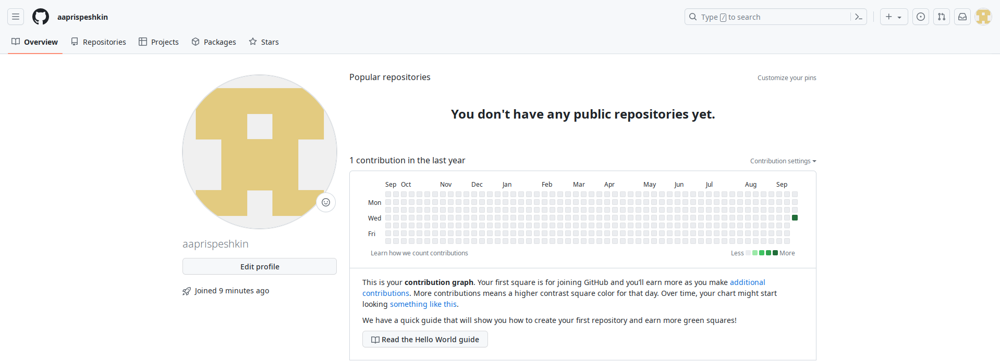 aaprispeshkin
Type / to search
Overview Repositories Projects Packages Stars
Popular repositories
Customize your pins
You don't have any public repositories yet.
1 contribution in the last year
Contribution settings
Sep Oct Nov Dec Jan Feb Mar Apr May Jun Jul Aug Sep
Mon
Wed
Fri
Learn how we count contributions
Less More
aaprispeshkin
Edit profile
Joined 9 minutes ago
This is your contribution graph. Your first square is for joining GitHub and you’ll earn more as you make additional
contributions. More contributions means a higher contrast square color for that day. Over time, your chart might start
looking something like this.
We have a quick guide that will show you how to create your first repository and earn more green squares!
Read the Hello World guide